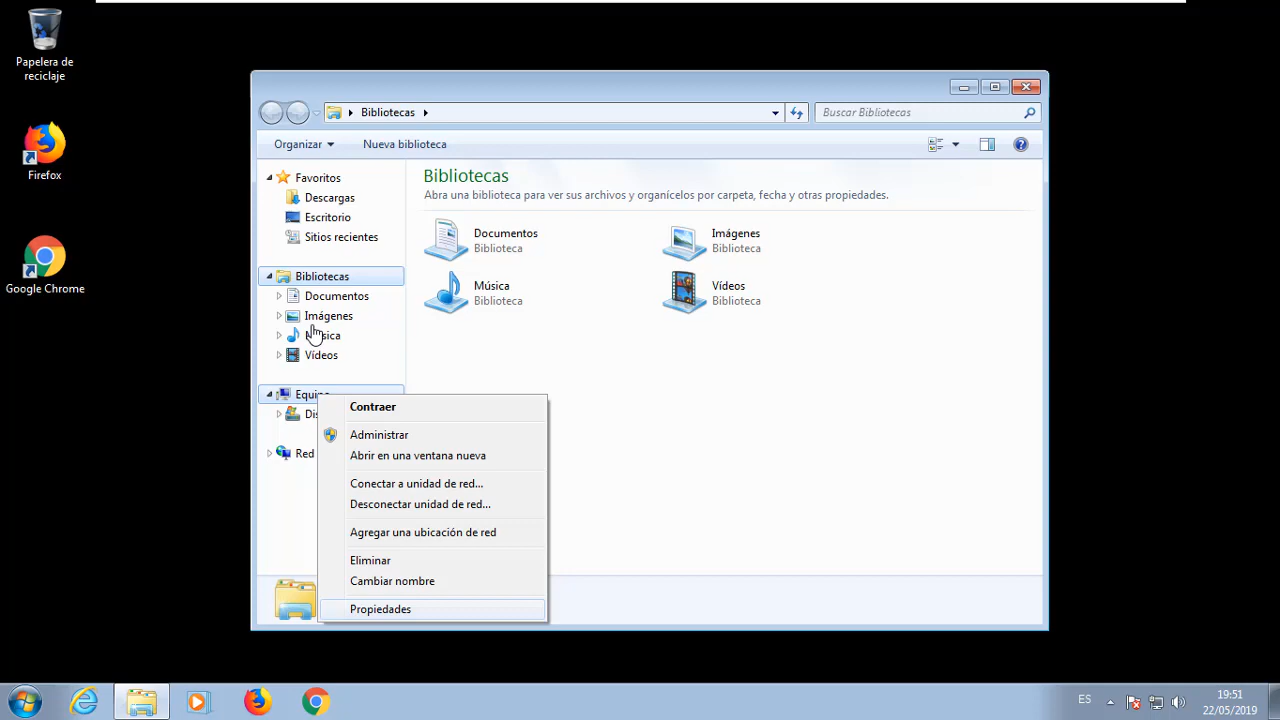 Papelera de
reciclaje
Firefox
Google Chrome
Bibliotecas
Buscar Bibliotecas
Organizar
Nueva biblioteca
Favoritos
Descargas
Escritorio
Sitios recientes
Bibliotecas
Documentos
Imágenes
Música
Vídeos
Equipo
Dis
Red
Bibliotecas
Abra una biblioteca para ver sus archivos y organícelos por carpeta, fecha y otras propiedades.
Documentos
Biblioteca
Imágenes
Biblioteca
Música
Biblioteca
Vídeos
Biblioteca
Contraer
Administrar
Abrir en una ventana nueva
Conectar a unidad de red...
Desconectar unidad de red...
Agregar una ubicación de red
Eliminar
Cambiar nombre
Propiedades
ES
19:51
22/05/2019